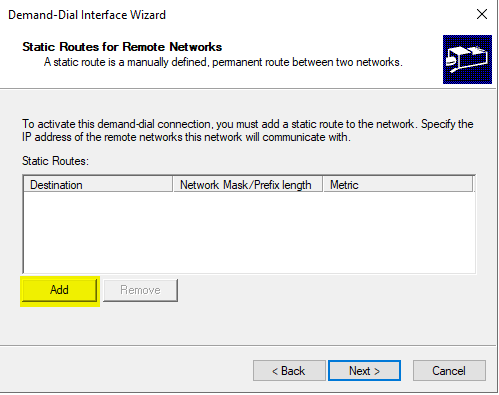 Demand-Dial Interface Wizard
Static Routes for Remote Networks
A static route is a manually defined, permanent route between two networks.
To activate this demand-dial connection, you must add a static route to the network. Specify the
IP address of the remote networks this network will communicate with.
Static Routes:
Destination Network Mask/Prefix length Metric
Add Remove
< Back Next > Cancel